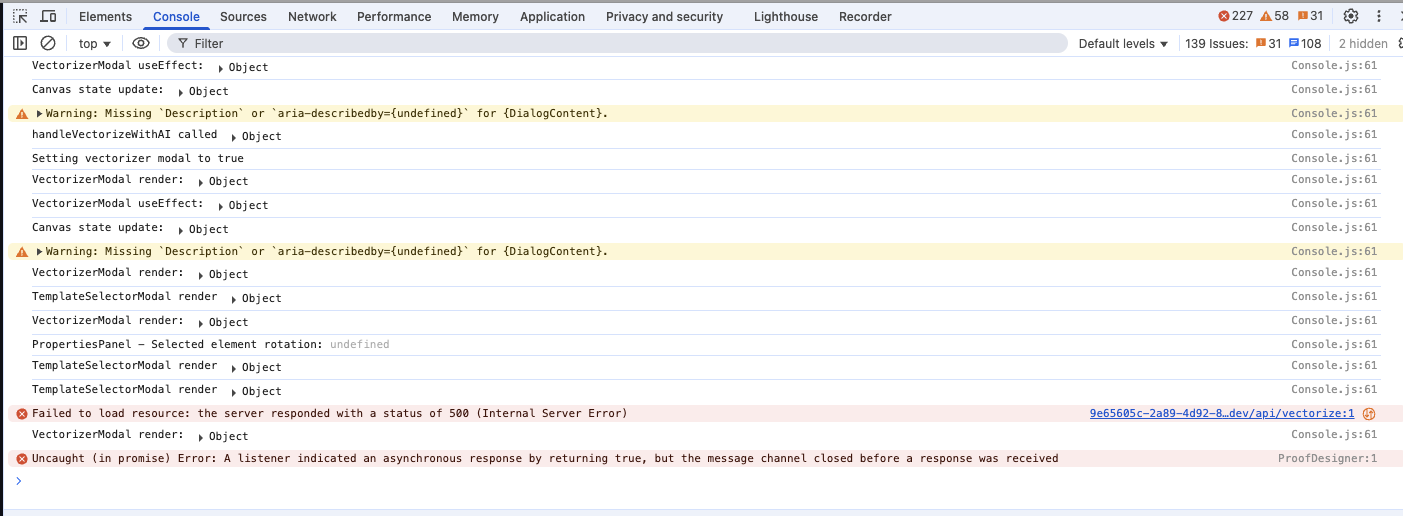 Elements Console Sources Network Performance Memory Application Privacy and security Lighthouse Recorder 227 58 31
top Filter Default levels 139 Issues: 31 108 2 hidden
VectorizerModal useEffect: Object Console.js:61
Canvas state update: Object Console.js:61
Warning: Missing `Description` or `aria-describedby={undefined}` for {DialogContent}. Console.js:61
handleVectorizeWithAI called Object Console.js:61
Setting vectorizer modal to true Console.js:61
VectorizerModal render: Object Console.js:61
VectorizerModal useEffect: Object Console.js:61
Canvas state update: Object Console.js:61
Warning: Missing `Description` or `aria-describedby={undefined}` for {DialogContent}. Console.js:61
VectorizerModal render: Object Console.js:61
TemplateSelectorModal render Object Console.js:61
VectorizerModal render: Object Console.js:61
PropertiesPanel – Selected element rotation: undefined Console.js:61
TemplateSelectorModal render Object Console.js:61
TemplateSelectorModal render Object Console.js:61
Failed to load resource: the server responded with a status of 500 (Internal Server Error) 9e65605c-2a89-4d92-8…dev/api/vectorize:1
VectorizerModal render: Object Console.js:61
Uncaught (in promise) Error: A listener indicated an asynchronous response by returning true, but the message channel closed before a response was received ProofDesigner:1